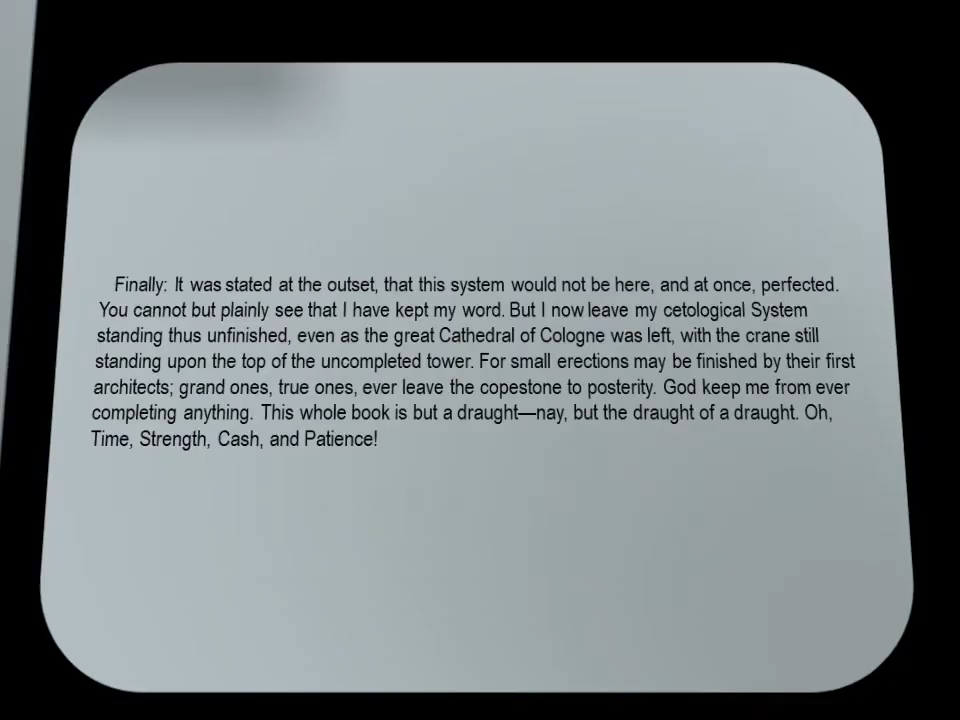 Finally: It was stated at the outset, that this system would not be here, and at once, perfected.
You cannot but plainly see that I have kept my word. But I now leave my cetological System
standing thus unfinished, even as the great Cathedral of Cologne was left, with the crane still
standing upon the top of the uncompleted tower. For small erections may be finished by their first
architects; grand ones, true ones, ever leave the copestone to posterity. God keep me from ever
completing anything. This whole book is but a draught—nay, but the draught of a draught. Oh,
Time, Strength, Cash, and Patience!